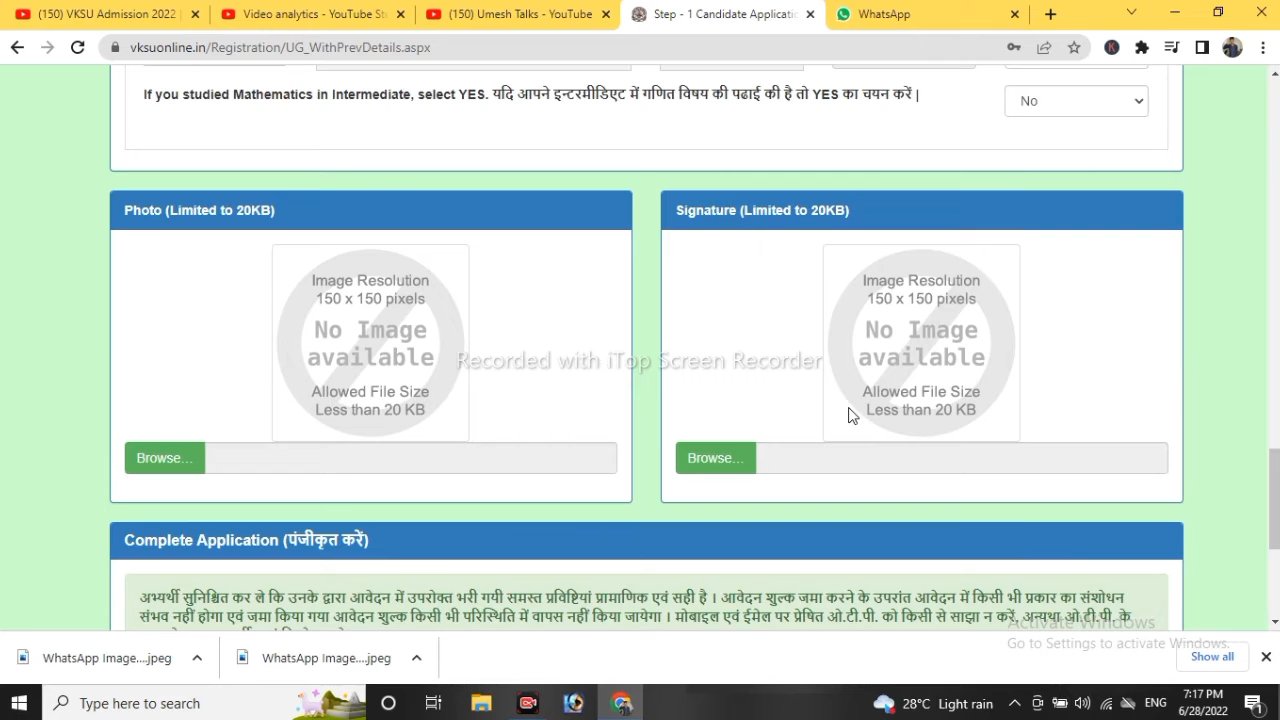 (150) VKSU Admission 2022 |
Video analytics - YouTube St
(150) Umesh Talks - YouTube
Step - 1 Candidate Applicatio
WhatsApp
vksuonline.in/Registration/UG_WithPrevDetails.aspx
If you studied Mathematics in Intermediate, select YES. यदि आपने इन्टरमीडिएट में गणित विषय की पढाई की है तो YES का चयन करें |
No
Photo (Limited to 20KB)
Signature (Limited to 20KB)
Image Resolution
150 x 150 pixels
No Image
available
Allowed File Size
Less than 20 KB
Image Resolution
150 x 150 pixels
No Image
available
Allowed File Size
Less than 20 KB
Recorded with iTop Screen Recorder
Browse...
Browse...
Complete Application (पंजीकृत करें)
अभ्यर्थी सुनिश्चित कर ले कि उनके द्वारा आवेदन में उपरोक्त भरी गयी समस्त प्रविष्टियां प्रामाणिक एवं सही है । आवेदन शुल्क जमा करने के उपरांत आवेदन में किसी भी प्रकार का संशोधन
संभव नहीं होगा एवं जमा किया गया आवेदन शुल्क किसी भी परिस्थिति में वापस नहीं किया जायेगा । मोबाइल एवं ईमेल पर प्रेषित ओ.टी.पी. को किसी से साझा न करें, अन्यथा ओ.टी.पी. के
Activate Windows
Go to Settings to activate Windows.
WhatsApp Image....jpeg
WhatsApp Image....jpeg
Show all
Type here to search
28°C Light rain
ENG
7:17 PM
6/28/2022
1